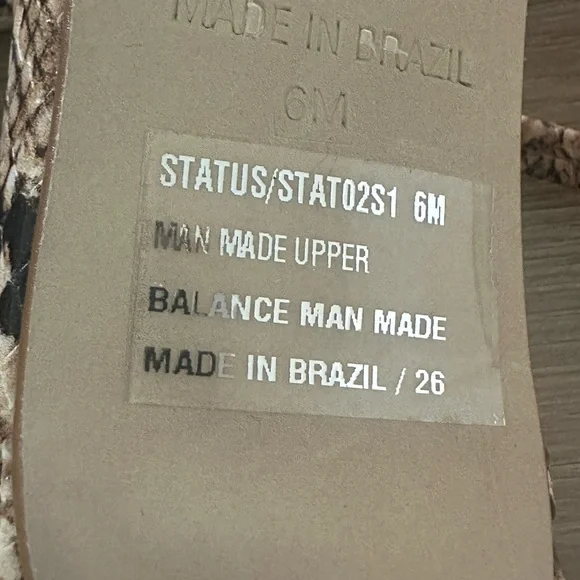 MADE IN BRAZIL
6M
STATUS/STAT02S1 6M
MAN MADE UPPER
BALANCE MAN MADE
MADE IN BRAZIL / 26